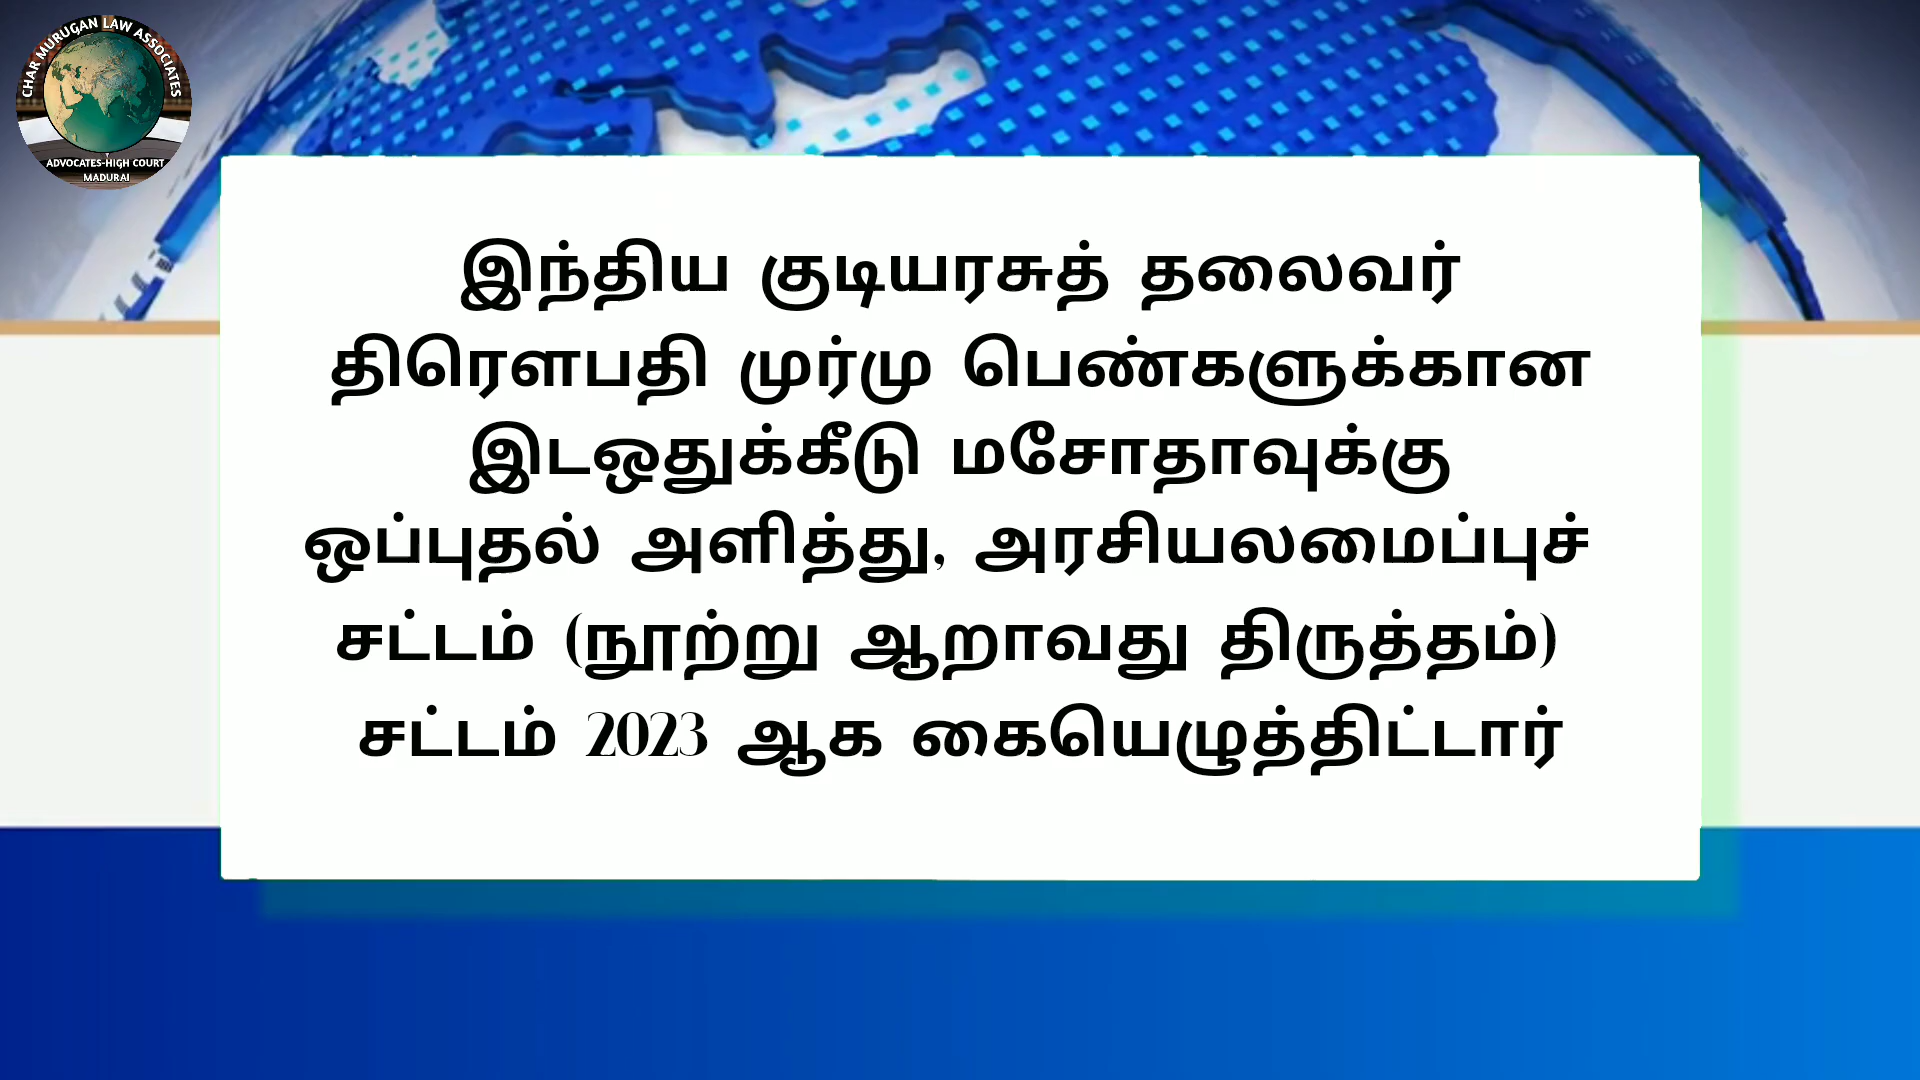 CHAR MURUGAN LAW ASSOCIATES
ADVOCATES-HIGH COURT
MADURAI
இந்திய குடியரசுத் தலைவர்
திரௌபதி முர்மு பெண்களுக்கான
இடஒதுக்கீடு மசோதாவுக்கு
ஒப்புதல் அளித்து, அரசியலமைப்புச்
சட்டம் (நூற்று ஆறாவது திருத்தம்)
சட்டம் 2023 ஆக கையெழுத்திட்டார்